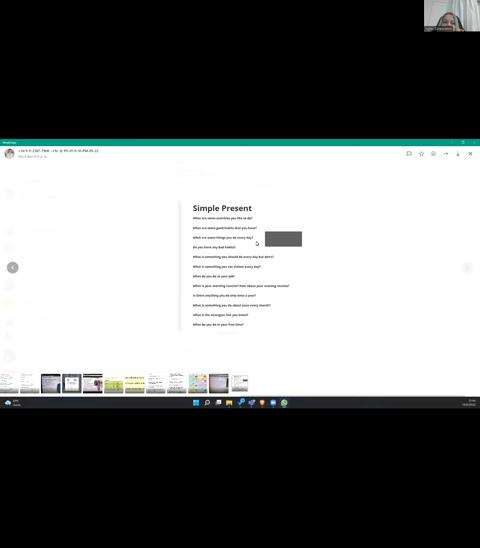 WhatsApp
Simple Present
What are some activities you like to do?
What are some good habits that you have?
What are some things you do every day?
Do you have any bad habits?
What is something you should do every day but don't?
What is something you eat almost every day?
What do you do at your job?
What is your morning routine? How about your evening routine?
Is there anything you do only once a year?
What is something you do about once every month?
What is the strangest fact you know?
What do you do in your free time?